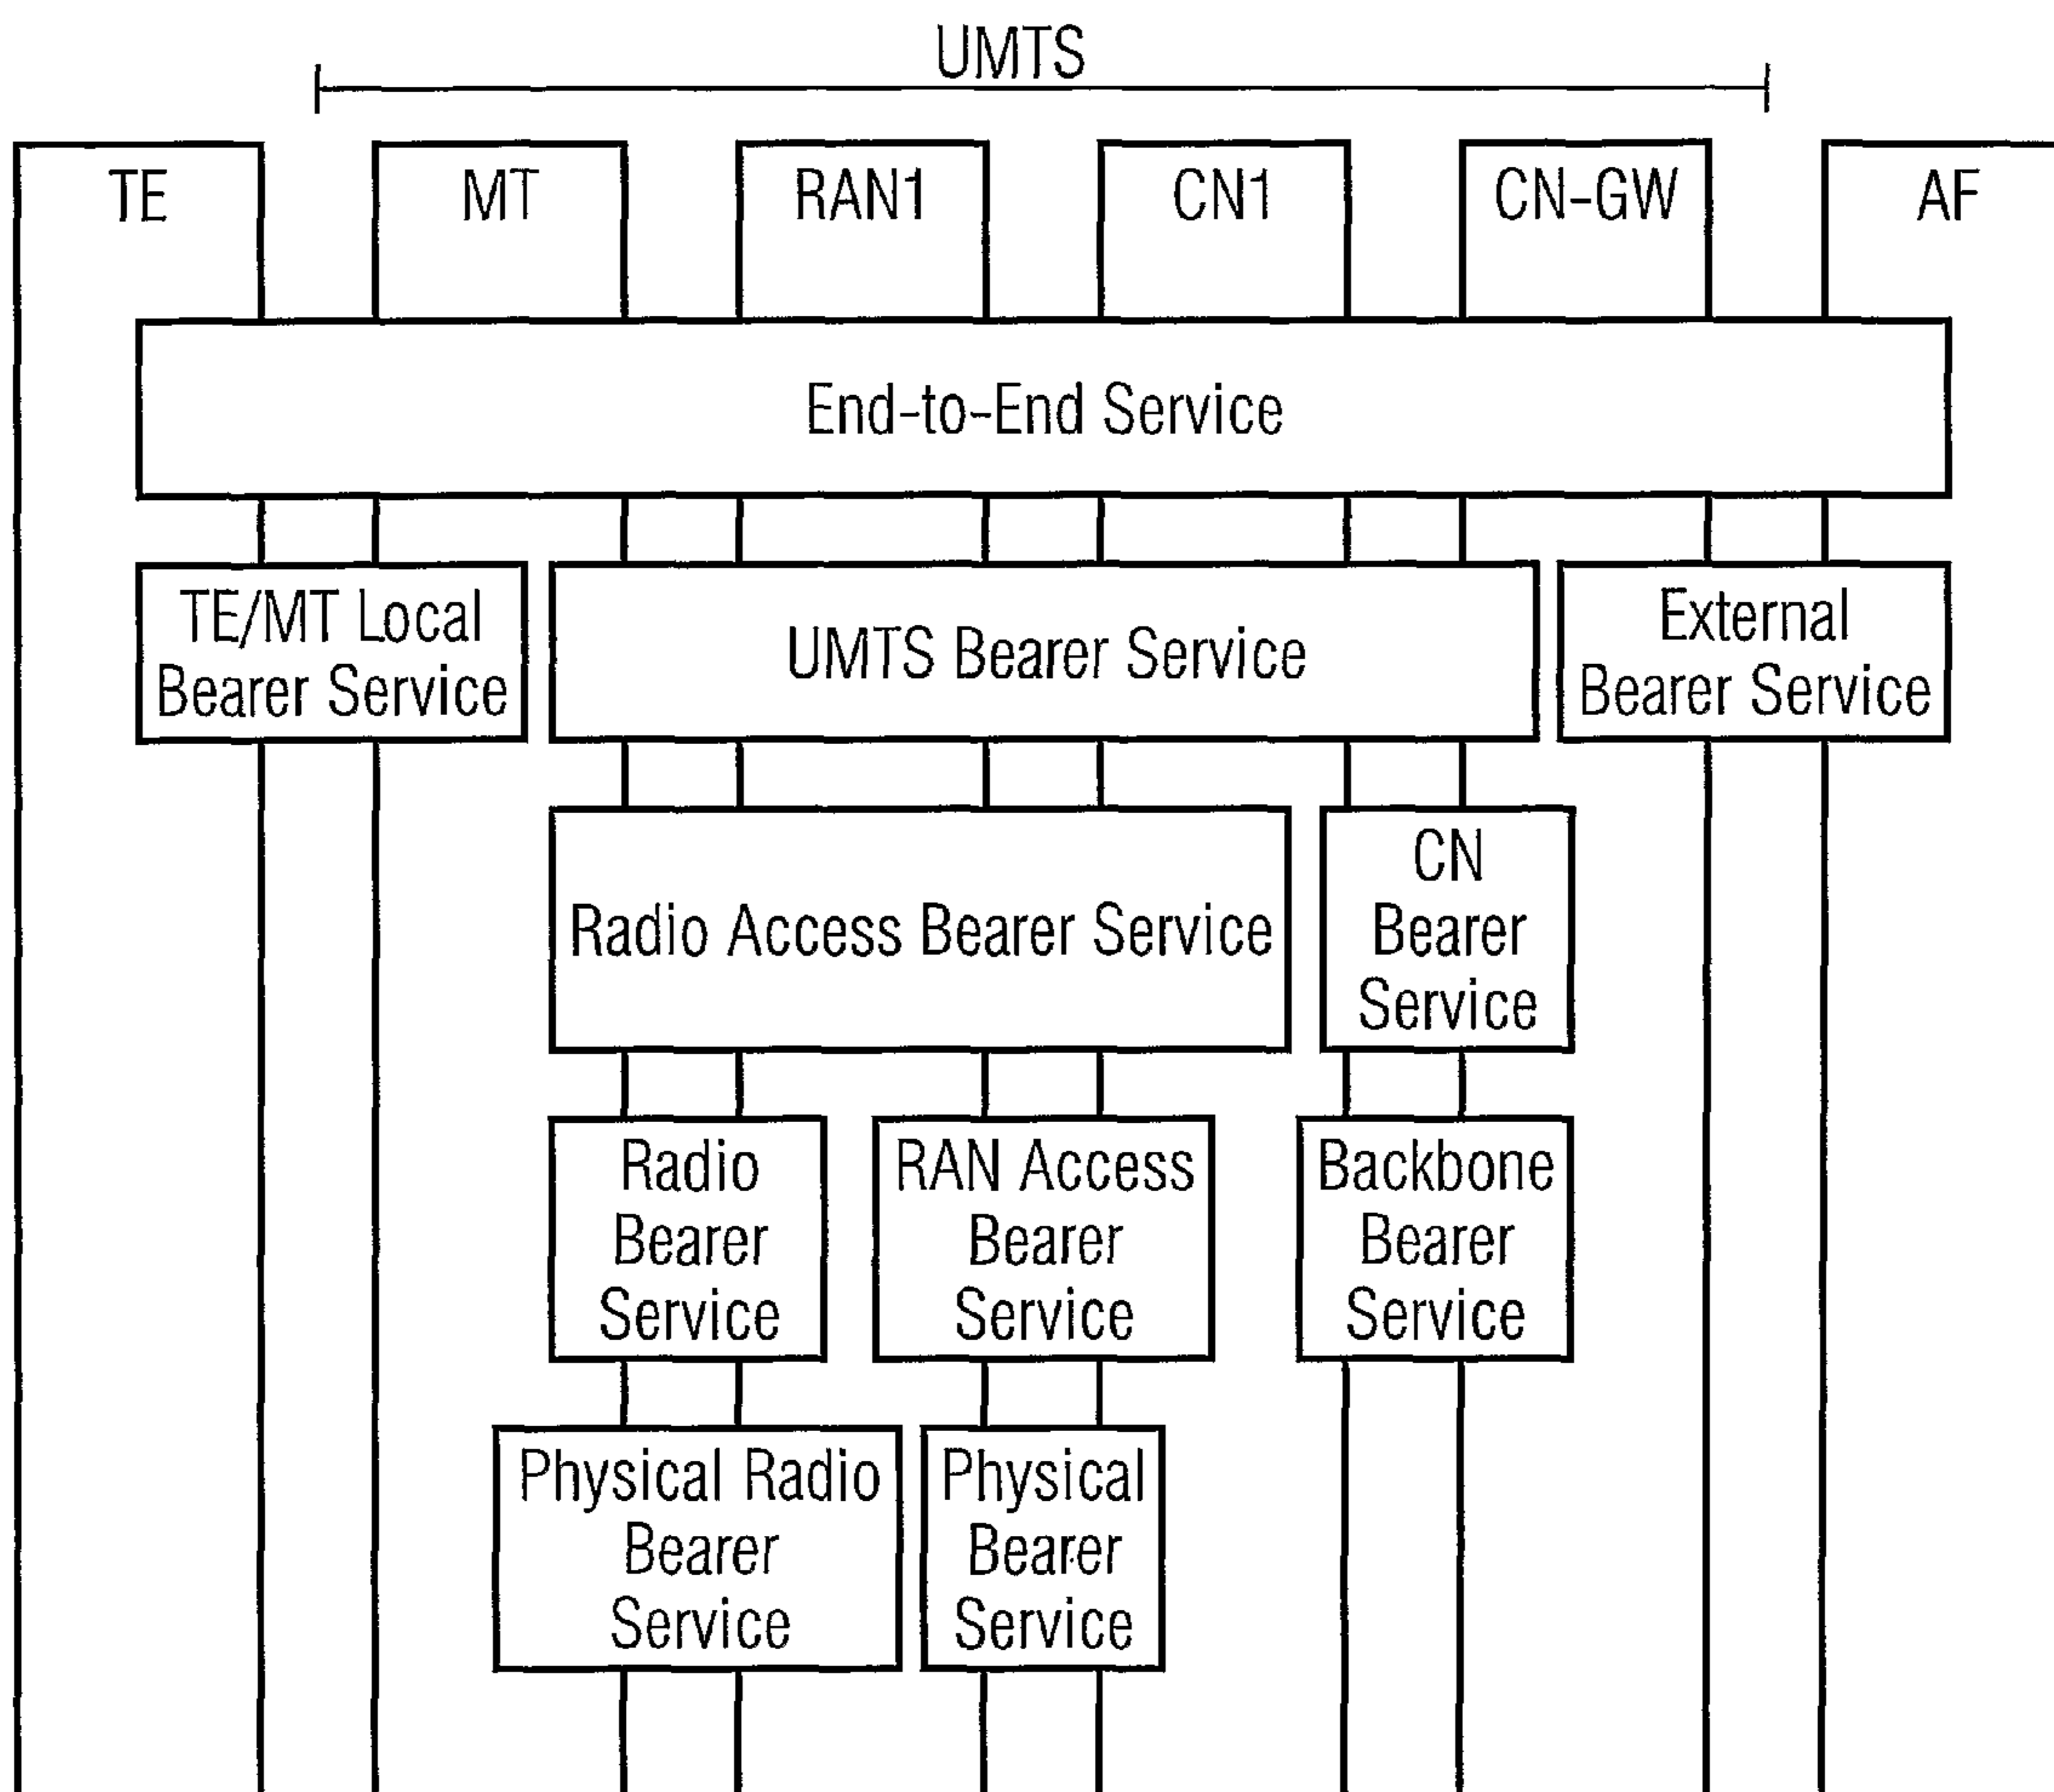 UMTS
TE
MT
RAN1
CN1
CN-GW
AF
End-to-End Service
TE/MT Local
Bearer Service
UMTS Bearer Service
External
Bearer Service
Radio Access Bearer Service
CN
Bearer
Service
Radio
Bearer
Service
RAN Access
Bearer
Service
Backbone
Bearer
Service
Physical Radio
Bearer
Service
Physical
Bearer
Service